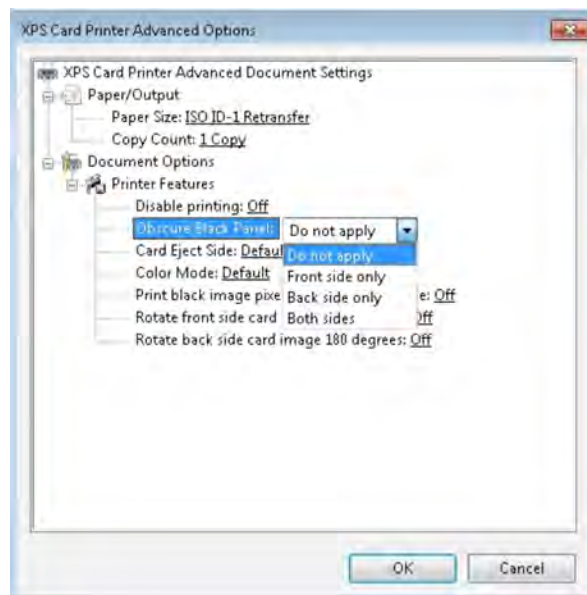 XPS Card Printer Advanced Options
XPS Card Printer Advanced Document Settings
Paper/Output
Paper Size: ISO ID-1 Retransfer
Copy Count: 1 Copy
Document Options
Printer Features
Disable printing: Off
Obscure Black Panel: Do not apply
Card Eject Side: Defaul Do not apply
Color Mode: Default Front side only
Print black image pixe Back side only e: Off
Rotate front side card Both sides Off
Rotate back side card image 180 degrees: Off
OK Cancel